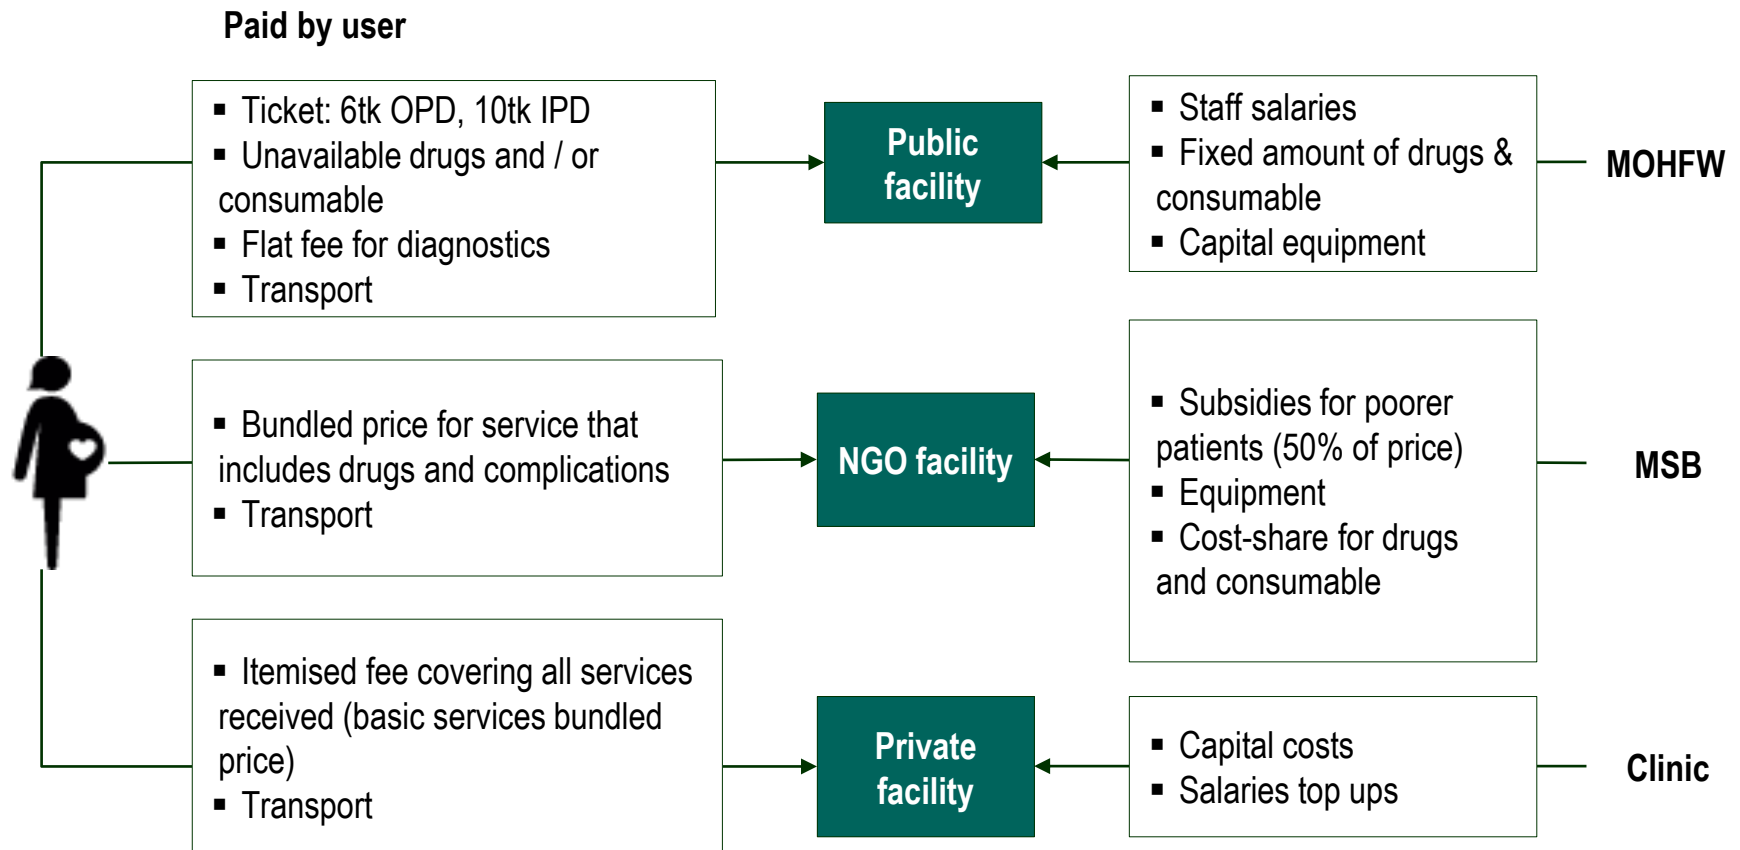 Paid by user
▪ Ticket: 6tk OPD, 10tk IPD
▪ Unavailable drugs and / or
consumable
▪ Flat fee for diagnostics
▪ Transport
Public
facility
▪ Staff salaries
▪ Fixed amount of drugs &
consumable
▪ Capital equipment
MOHFW
▪ Bundled price for service that
includes drugs and complications
▪ Transport
NGO facility
▪ Subsidies for poorer
patients (50% of price)
▪ Equipment
▪ Cost-share for drugs
and consumable
MSB
▪ Itemised fee covering all services
received (basic services bundled
price)
▪ Transport
Private
facility
▪ Capital costs
▪ Salaries top ups
Clinic